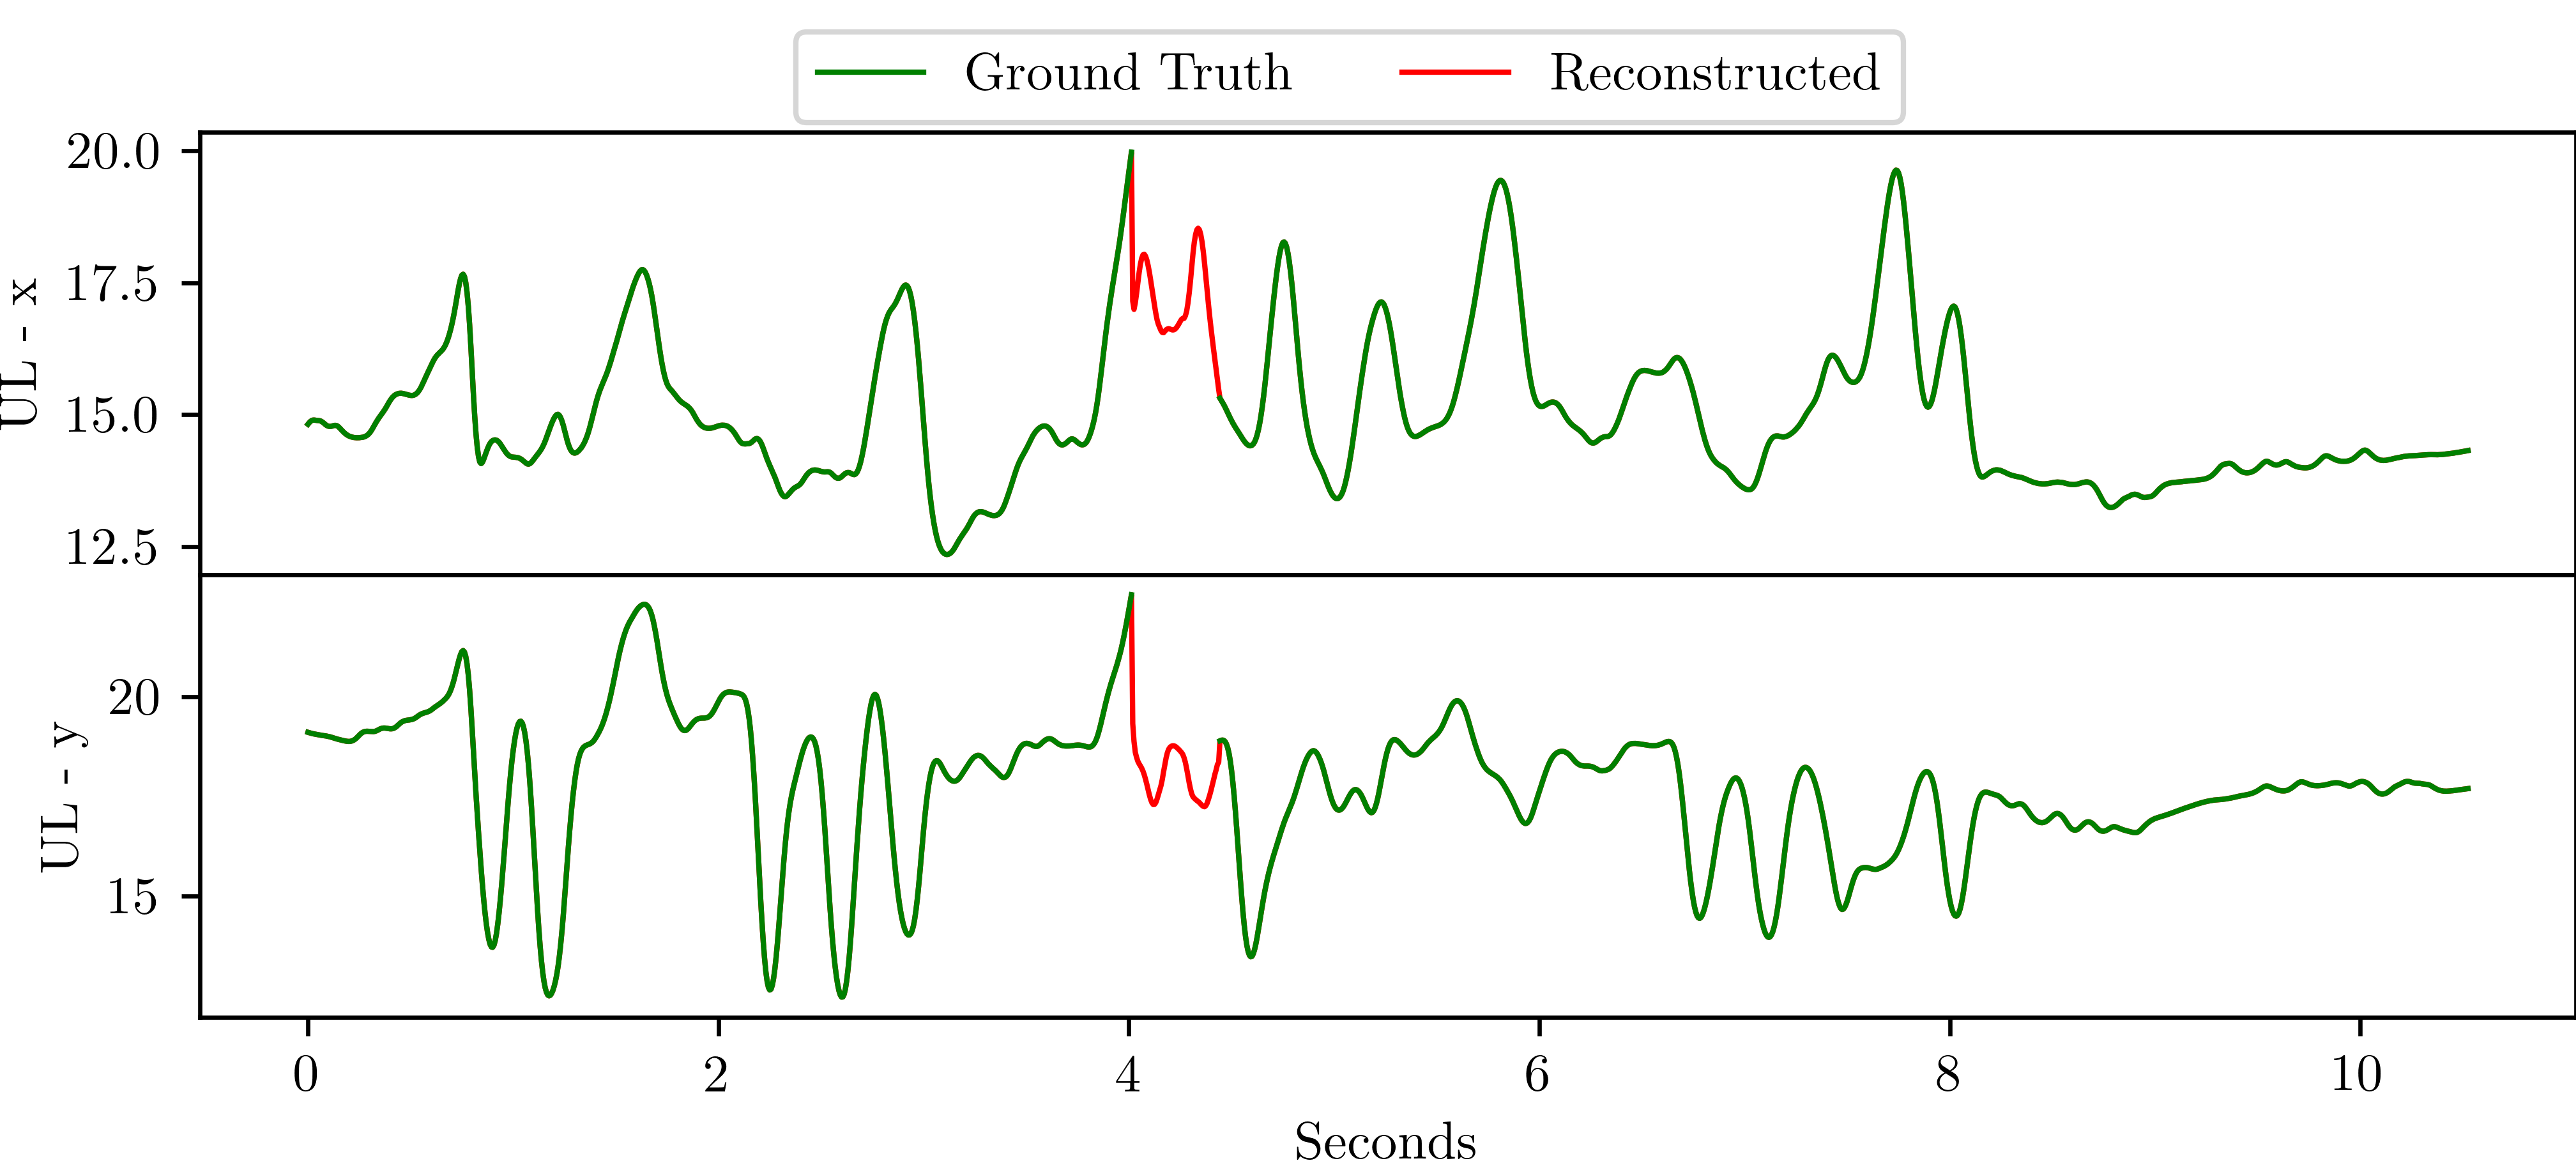 Ground Truth
Reconstructed
20.0
17.5
15.0
12.5
UL - x
20
15
UL - y
0 2 4 6 8 10
Seconds